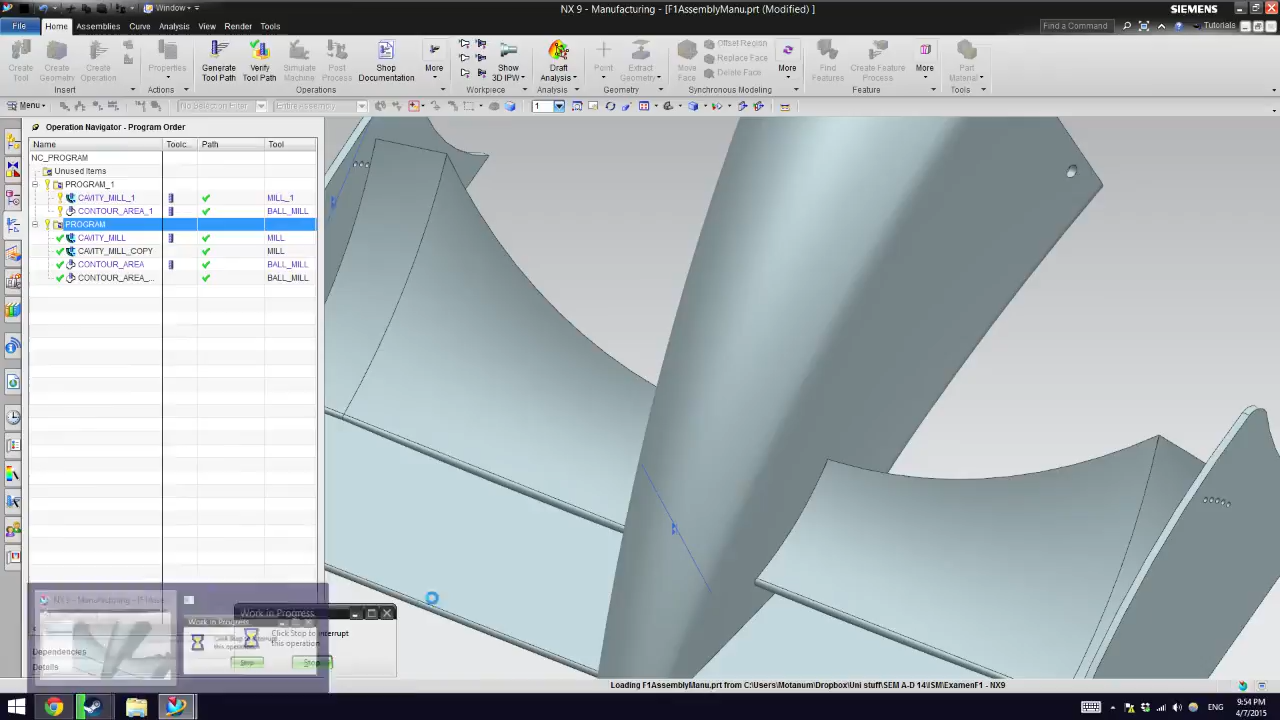 Window
NX 9 - Manufacturing - [F1AssemblyManu.prt (Modified) ]
SIEMENS
File
Home
Assemblies
Curve
Analysis
View
Render
Tools
Find a Command
Tutorials
Create Tool
Create Geometry
Create Operation
Properties
Generate Tool Path
Verify Tool Path
Simulate Machine
Post Process
Stop Documentation
More
Show 3D IPW
Draft Analysis
Point
Extract Geometry
Move Face
Offset Region
Replace Face
Delete Face
More
Find Features
Create Feature Process
More
Part Material
Insert
Actions
Operations
Workpiece
Analysis
Geometry
Synchronous Modeling
Feature
Tools
Menu
No Selection Filter
Entire Assembly
1
Operation Navigator - Program Order
Name Toolc... Path Tool
NC_PROGRAM
Unused Items
PROGRAM_1
CAVITY_MILL_1 MILL_1
CONTOUR_AREA_1 BALL_MILL
PROGRAM
CAVITY_MILL MILL
CAVITY_MILL_COPY MILL
CONTOUR_AREA BALL_MILL
CONTOUR_AREA_... BALL_MILL
Work in Progress
Click Stop to interrupt
this operation
Stop
Work in Progress
Stop
Dependencies
Details
Loading F1AssemblyManu.prt from C:\Users\Motanum\Dropbox\Uni stuff\SEM A-D 14\ISM\ExamenF1 - NX9
ENG
9:54 PM
4/7/2015